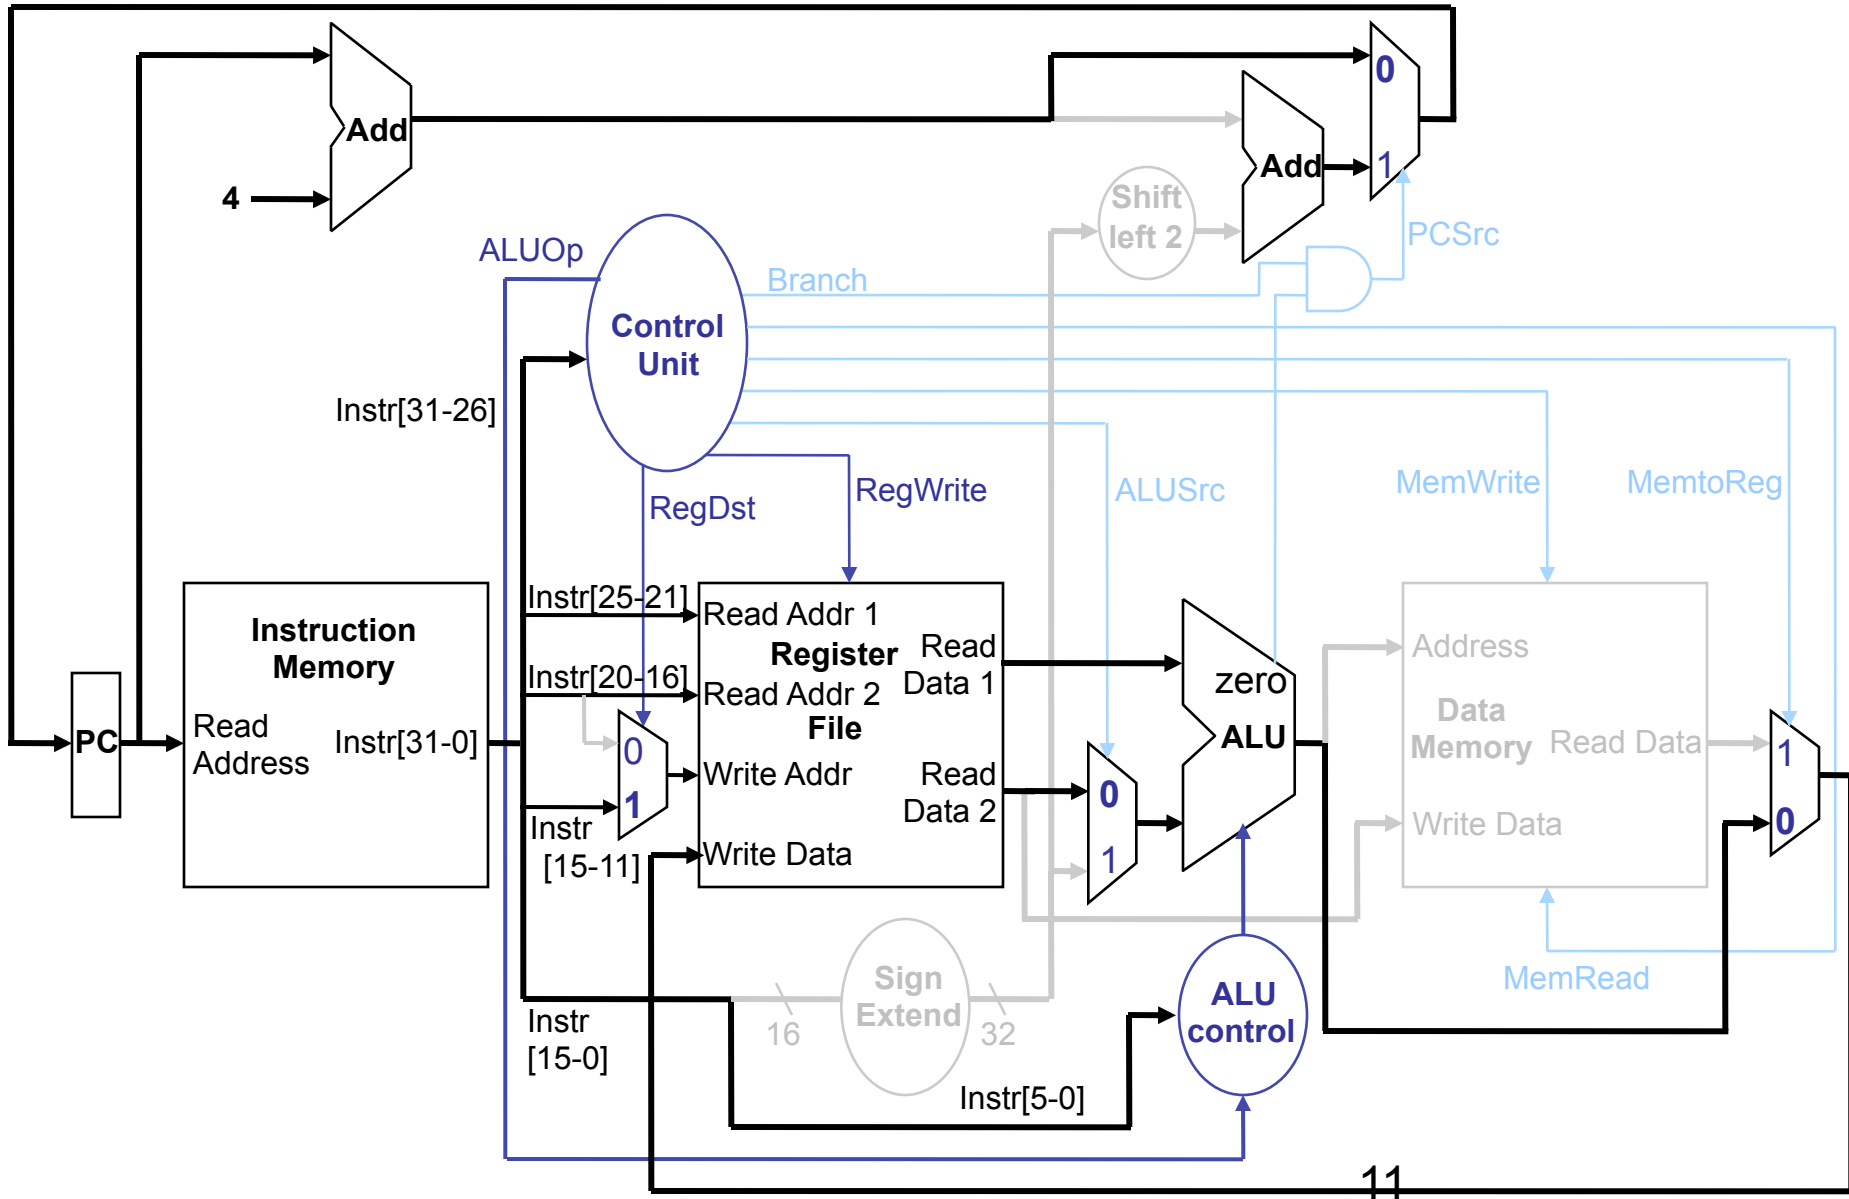 0
Add
Add
1
4
Shift
left 2
PCSrc
ALUOp
Branch
Control
Unit
Instr[31-26]
RegDst
RegWrite
ALUSrc
MemWrite
MemtoReg
Instruction
Memory
Read
Address
Instr[31-0]
PC
Instr[25-21]
Instr[20-16]
Instr
[15-11]
0
1
Read Addr 1
Register
Read Addr 2
File
Write Addr
Write Data
Read
Data 1
Read
Data 2
0
1
zero
ALU
Address
Data
Memory
Read Data
Write Data
1
0
MemRead
Sign
Extend
16
32
ALU
control
Instr
[15-0]
Instr[5-0]
11